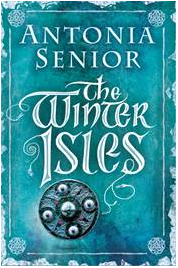 ANTONIA
SENIOR
the
WINTER
ISLES